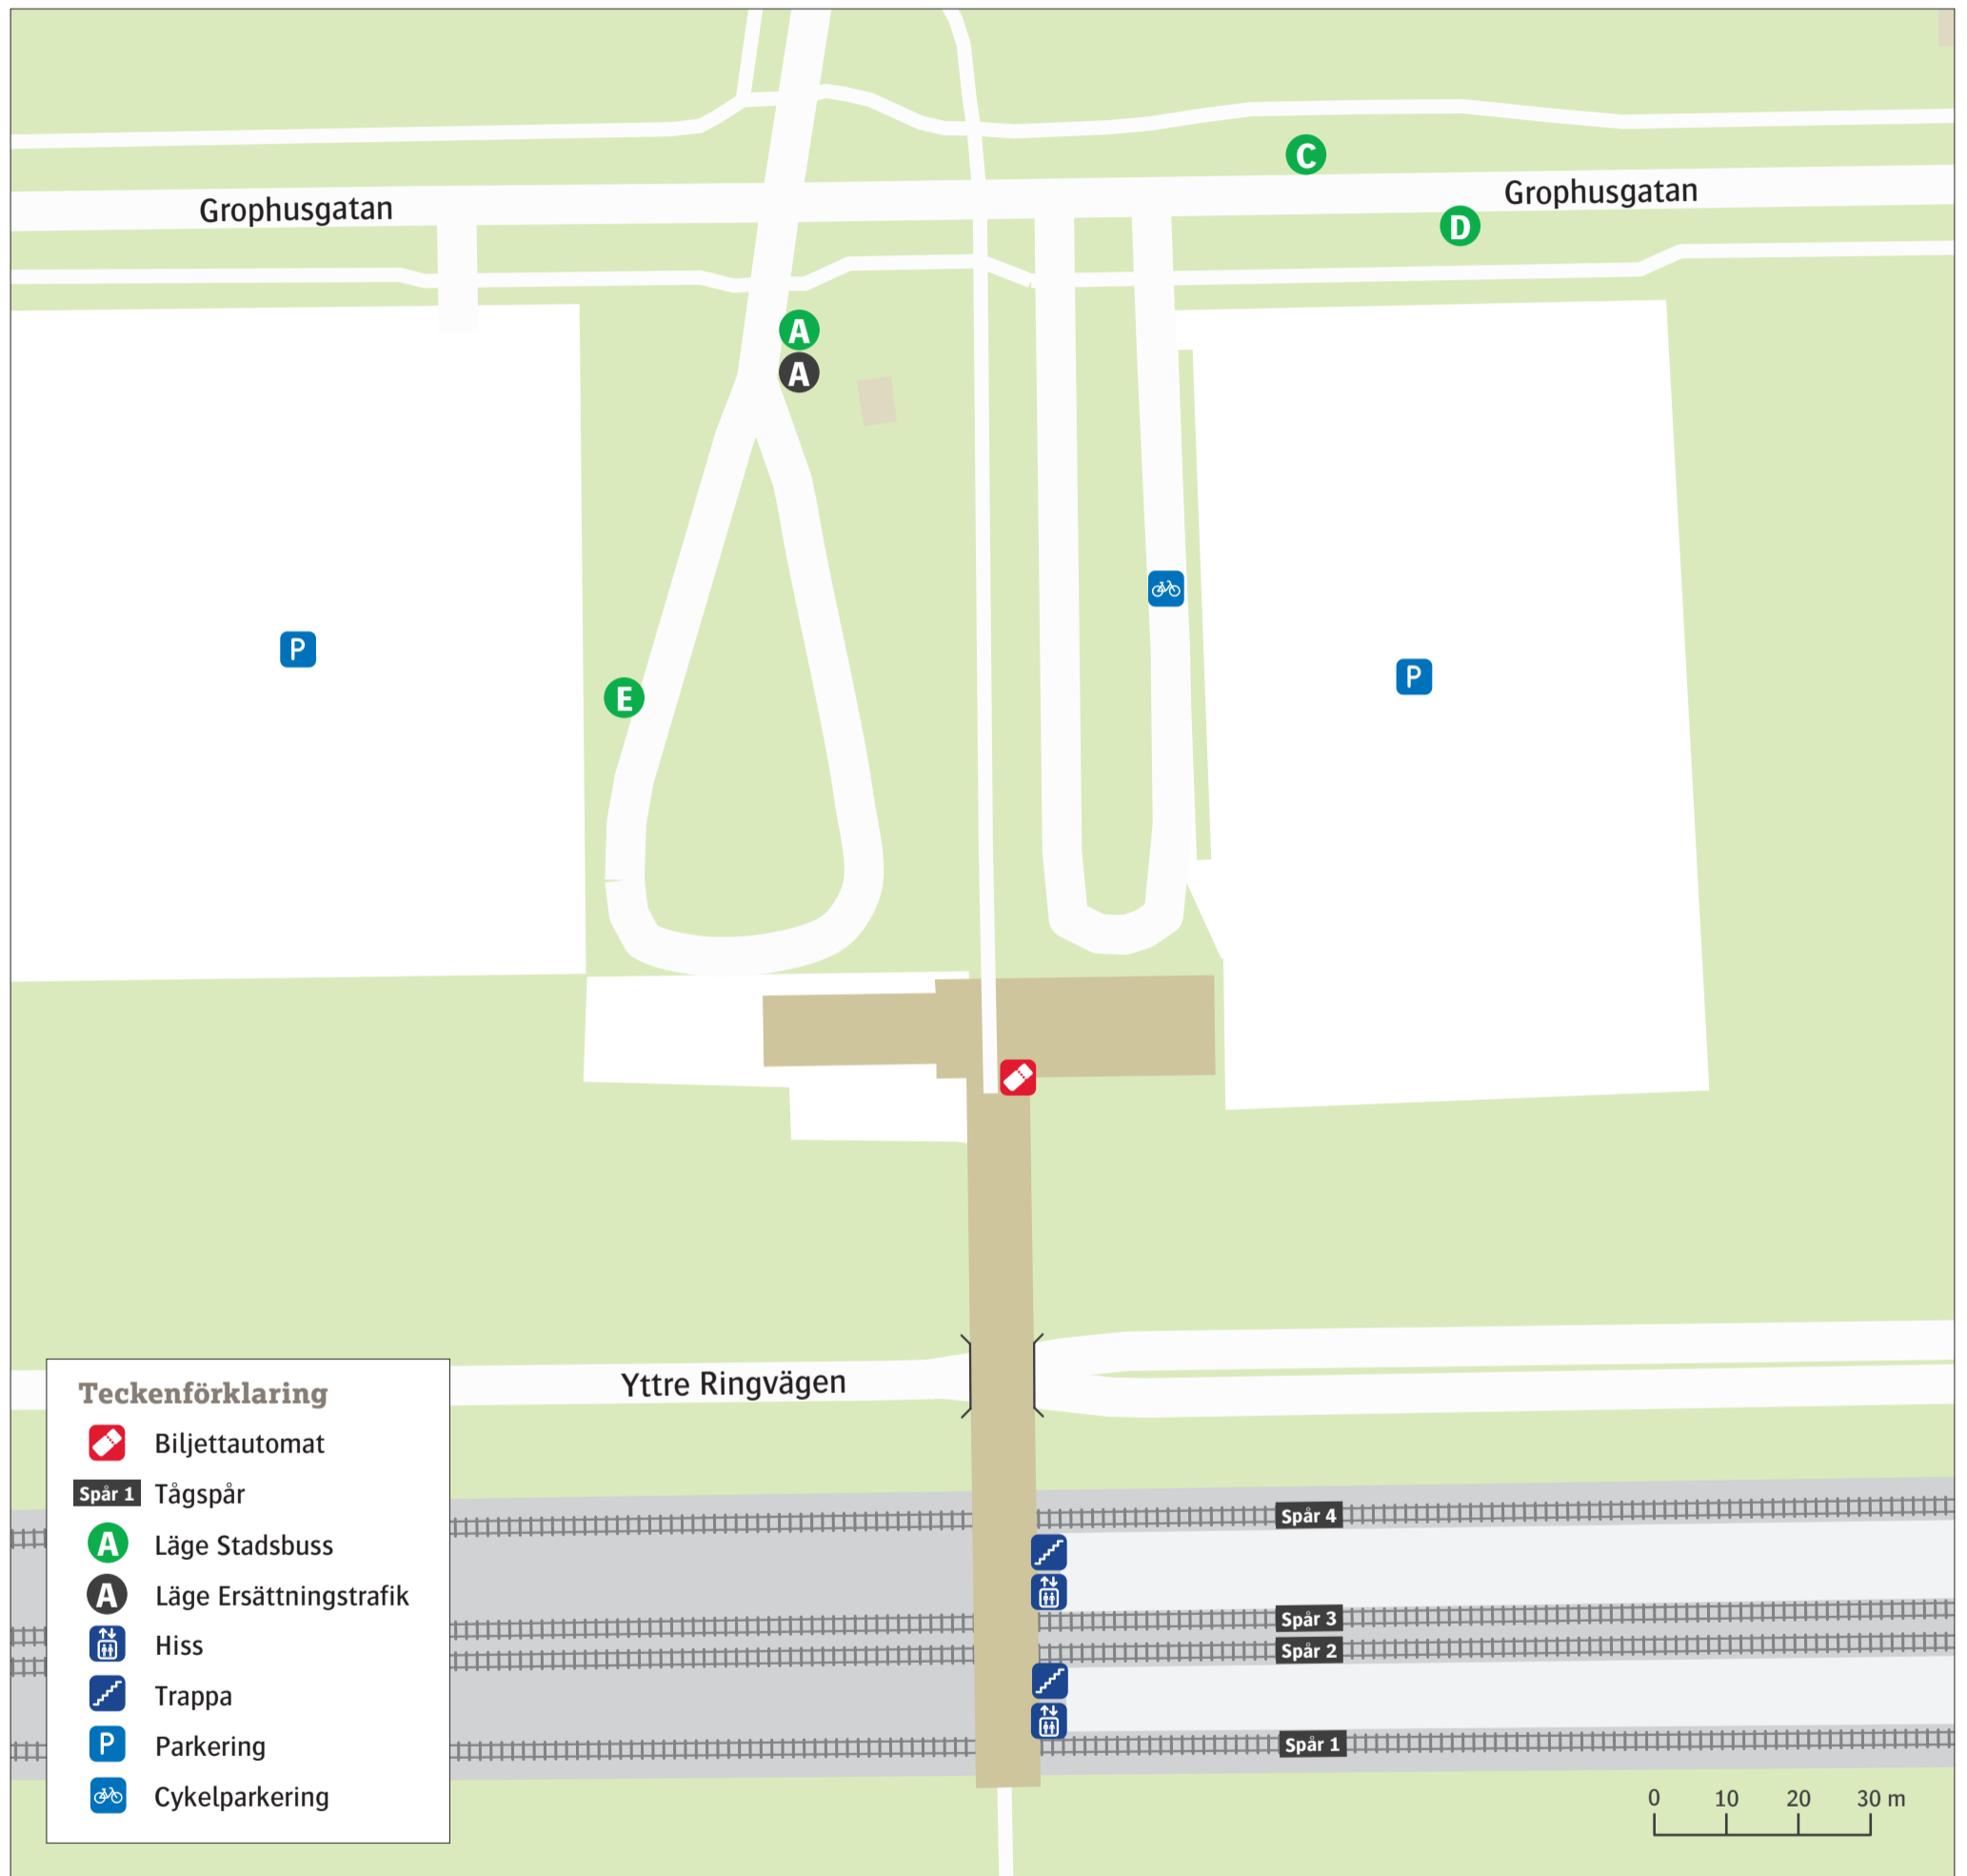 C
Grophusgatan
Grophusgatan
D
A
A
P
P
E
Yttre Ringvägen
Teckenförklaring
Biljettautomat
Spår 1 Tågspår
A Läge Stadsbuss
A Läge Ersättningstrafik
Hiss
Trappa
P Parkering
Cykelparkering
Spår 4
Spår 3
Spår 2
Spår 1
0 10 20 30 m